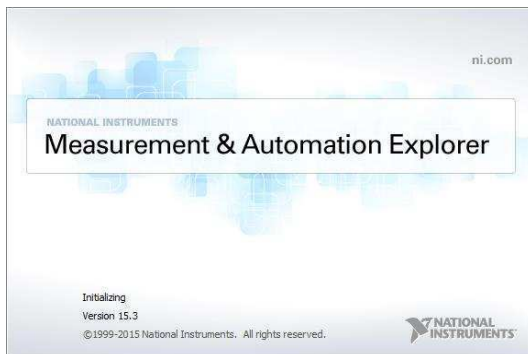 ni.com
NATIONAL INSTRUMENTS
Measurement & Automation Explorer
Initializing
Version 15.3
©1999-2015 National Instruments. All rights reserved.
NATIONAL
INSTRUMENTS